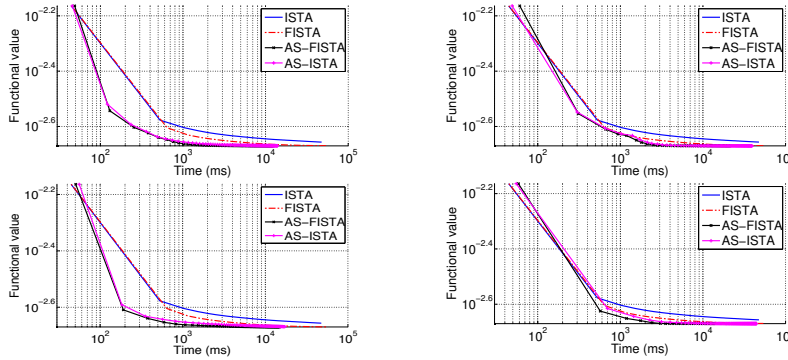 10^-2.2
10^-2.4
10^-2.6
Functional value
10^2
10^3
10^4
10^5
Time (ms)
ISTA
FISTA
AS-FISTA
AS-ISTA
10^-2.2
10^-2.4
10^-2.6
Functional value
10^2
10^3
10^4
Time (ms)
ISTA
FISTA
AS-FISTA
AS-ISTA
10^-2.2
10^-2.4
10^-2.6
Functional value
10^2
10^3
10^4
10^5
Time (ms)
ISTA
FISTA
AS-FISTA
AS-ISTA
10^-2.2
10^-2.4
10^-2.6
Functional value
10^2
10^3
10^4
Time (ms)
ISTA
FISTA
AS-FISTA
AS-ISTA